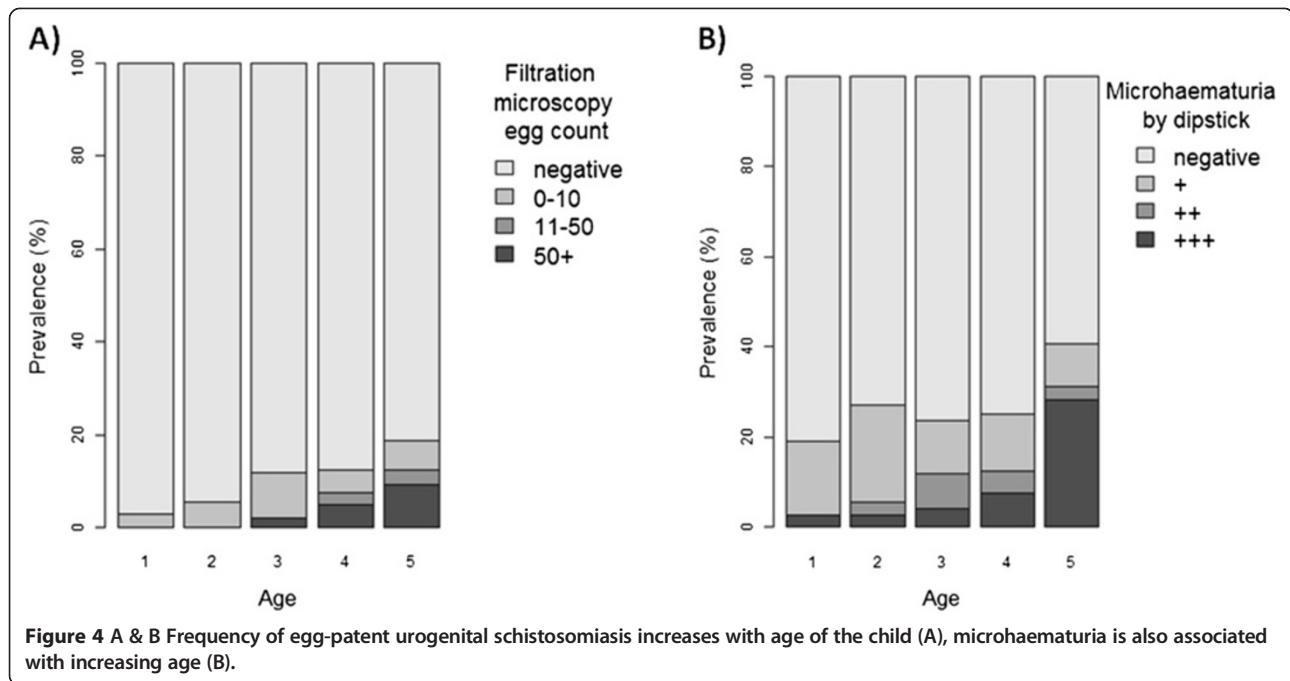 A)
Filtration
microscopy
egg count
negative
0-10
11-50
50+
Prevalence (%)
0
20
40
60
80
100
1 2 3 4 5
Age
B)
Microhaematuria
by dipstick
negative
+
++
+++
Prevalence (%)
0
20
40
60
80
100
1 2 3 4 5
Age
Figure 4 A & B Frequency of egg-patent urogenital schistosomiasis increases with age of the child (A), microhaematuria is also associated
with increasing age (B).